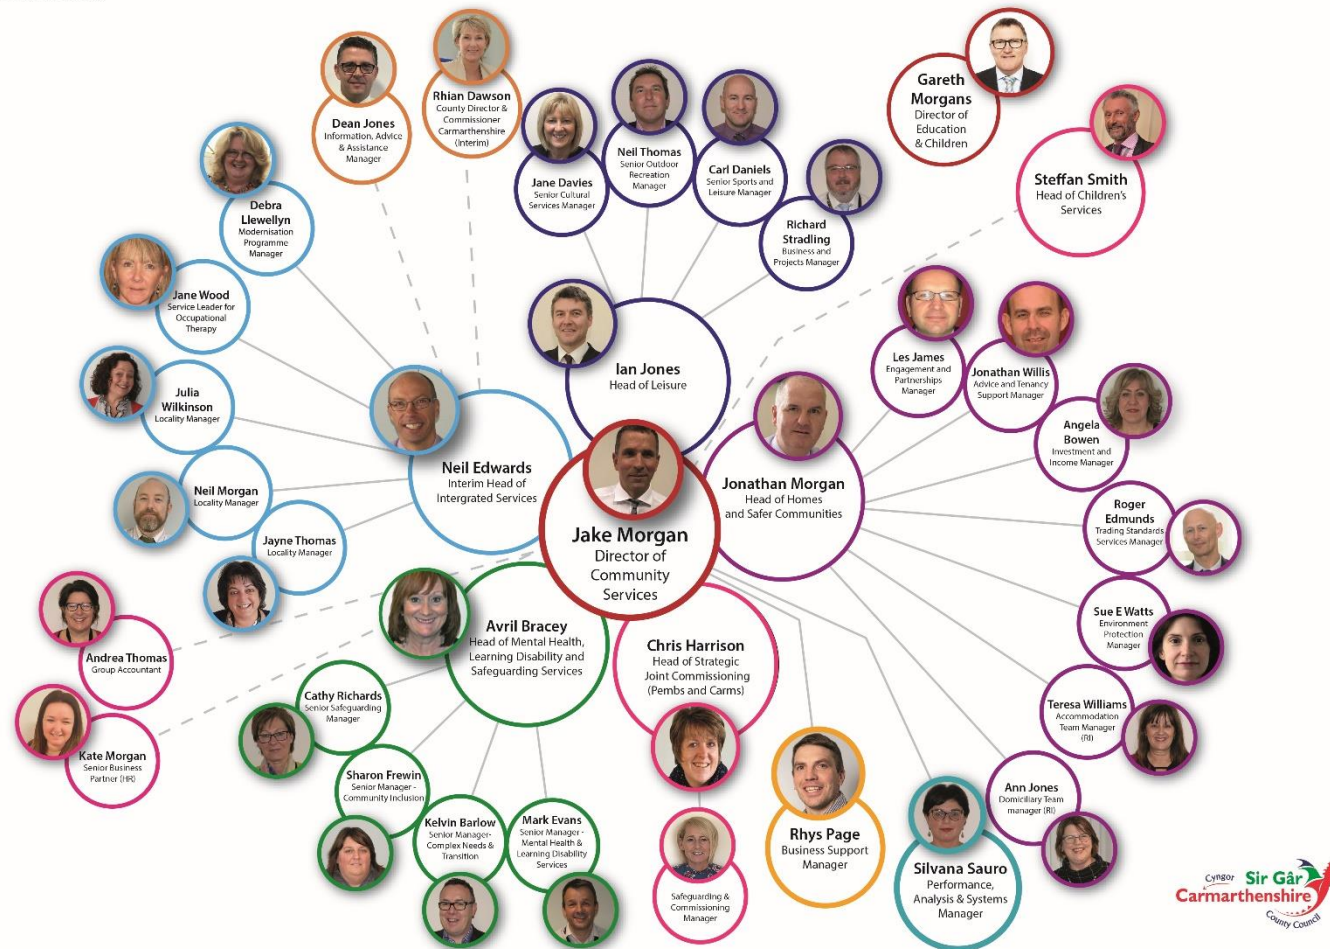 Dean Jones
Information, Advice
& Assistance
Manager
Rhian Dawson
County Director &
Commissioner
Carmarthenshire
(Interim)
Jane Davies
Senior Cultural
Services Manager
Neil Thomas
Senior Outdoor
Recreation
Manager
Carl Daniels
Senior Sports and
Leisure Manager
Richard
Stradling
Business and
Projects Manager
Gareth
Morgans
Director of
Education
& Children
Steffan Smith
Head of Children's
Services
Debra
Llewellyn
Modernisation
Programme
Manager
Jane Wood
Service Leader for
Occupational
Therapy
Julia
Wilkinson
Locality Manager
Neil Morgan
Locality Manager
Jayne Thomas
Locality Manager
Neil Edwards
Interim Head of
Intergrated Services
Ian Jones
Head of Leisure
Les James
Engagement and
Partnerships
Manager
Jonathan Willis
Advice and Tenancy
Support Manager
Angela
Bowen
Investment and
Income Manager
Jonathan Morgan
Head of Homes
and Safer Communities
Roger
Edmunds
Trading Standards
Services Manager
Jake Morgan
Director of
Community
Services
Sue E Watts
Environment
Protection
Manager
Teresa Williams
Accommodation
Team Manager
(RI)
Ann Jones
Domiciliary Team
manager (RI)
Andrea Thomas
Group Accountant
Kate Morgan
Senior Business
Partner (HR)
Avril Bracey
Head of Mental Health,
Learning Disability and
Safeguarding Services
Chris Harrison
Head of Strategic
Joint Commissioning
(Pembs and Carms)
Cathy Richards
Senior Safeguarding
Manager
Sharon Frewin
Senior Manager -
Community Inclusion
Kelvin Barlow
Senior Manager-
Complex Needs &
Transition
Mark Evans
Senior Manager -
Mental Health &
Learning Disability
Services
Safeguarding &
Commissioning
Manager
Rhys Page
Business Support
Manager
Silvana Sauro
Performance,
Analysis & Systems
Manager
Cyngor Sir Gâr
Carmarthenshire
County Council